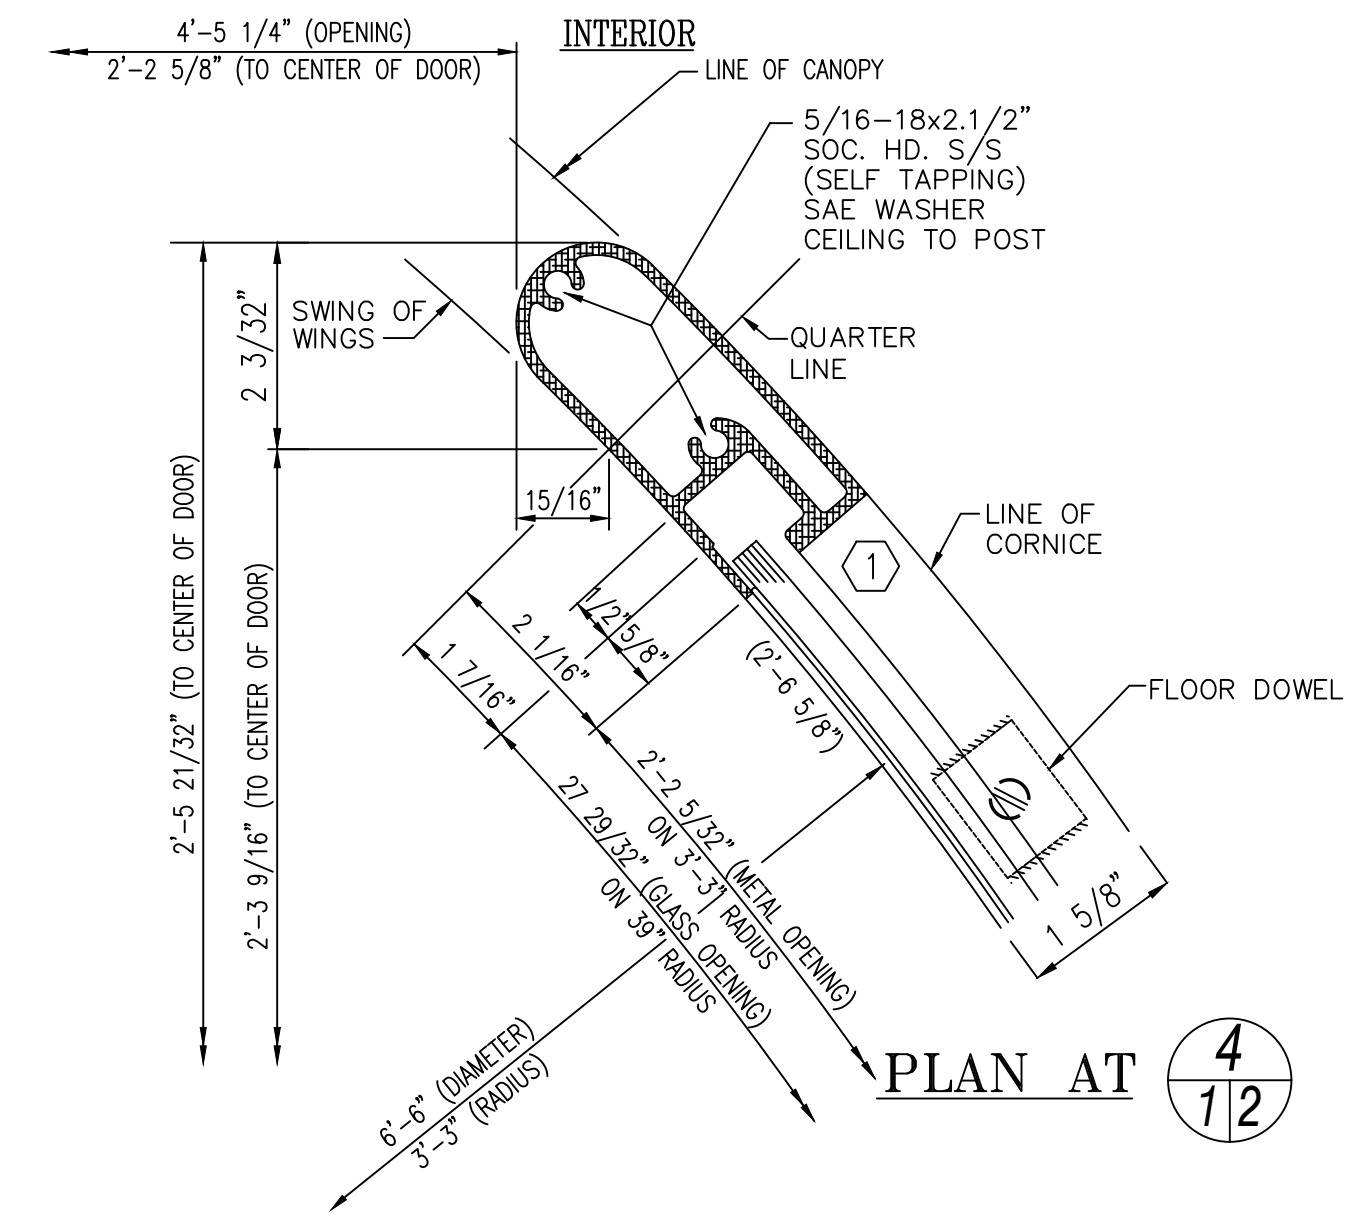 4'-5 1/4" (OPENING)
2'-2 5/8" (TO CENTER OF DOOR)
INTERIOR
LINE OF CANOPY
5/16-18x2.1/2"
SOC. HD. S/S
(SELF TAPPING)
SAE WASHER
CEILING TO POST
SWING OF
WINGS
QUARTER
LINE
2 3/32"
15/16"
2'-5 21/32" (TO CENTER OF DOOR)
2'-3 9/16" (TO CENTER OF DOOR)
LINE OF
CORNICE
1
1/2"
5/8"
2 1/16"
1 7/16"
(2'-6 5/8")
FLOOR DOWEL
2'-2 5/32" (METAL OPENING)
ON 3'-3" RADIUS
27 29/32" (GLASS OPENING)
ON 39" RADIUS
1 5/8"
6'-6" (DIAMETER)
3'-3" (RADIUS)
PLAN AT
4
1 2